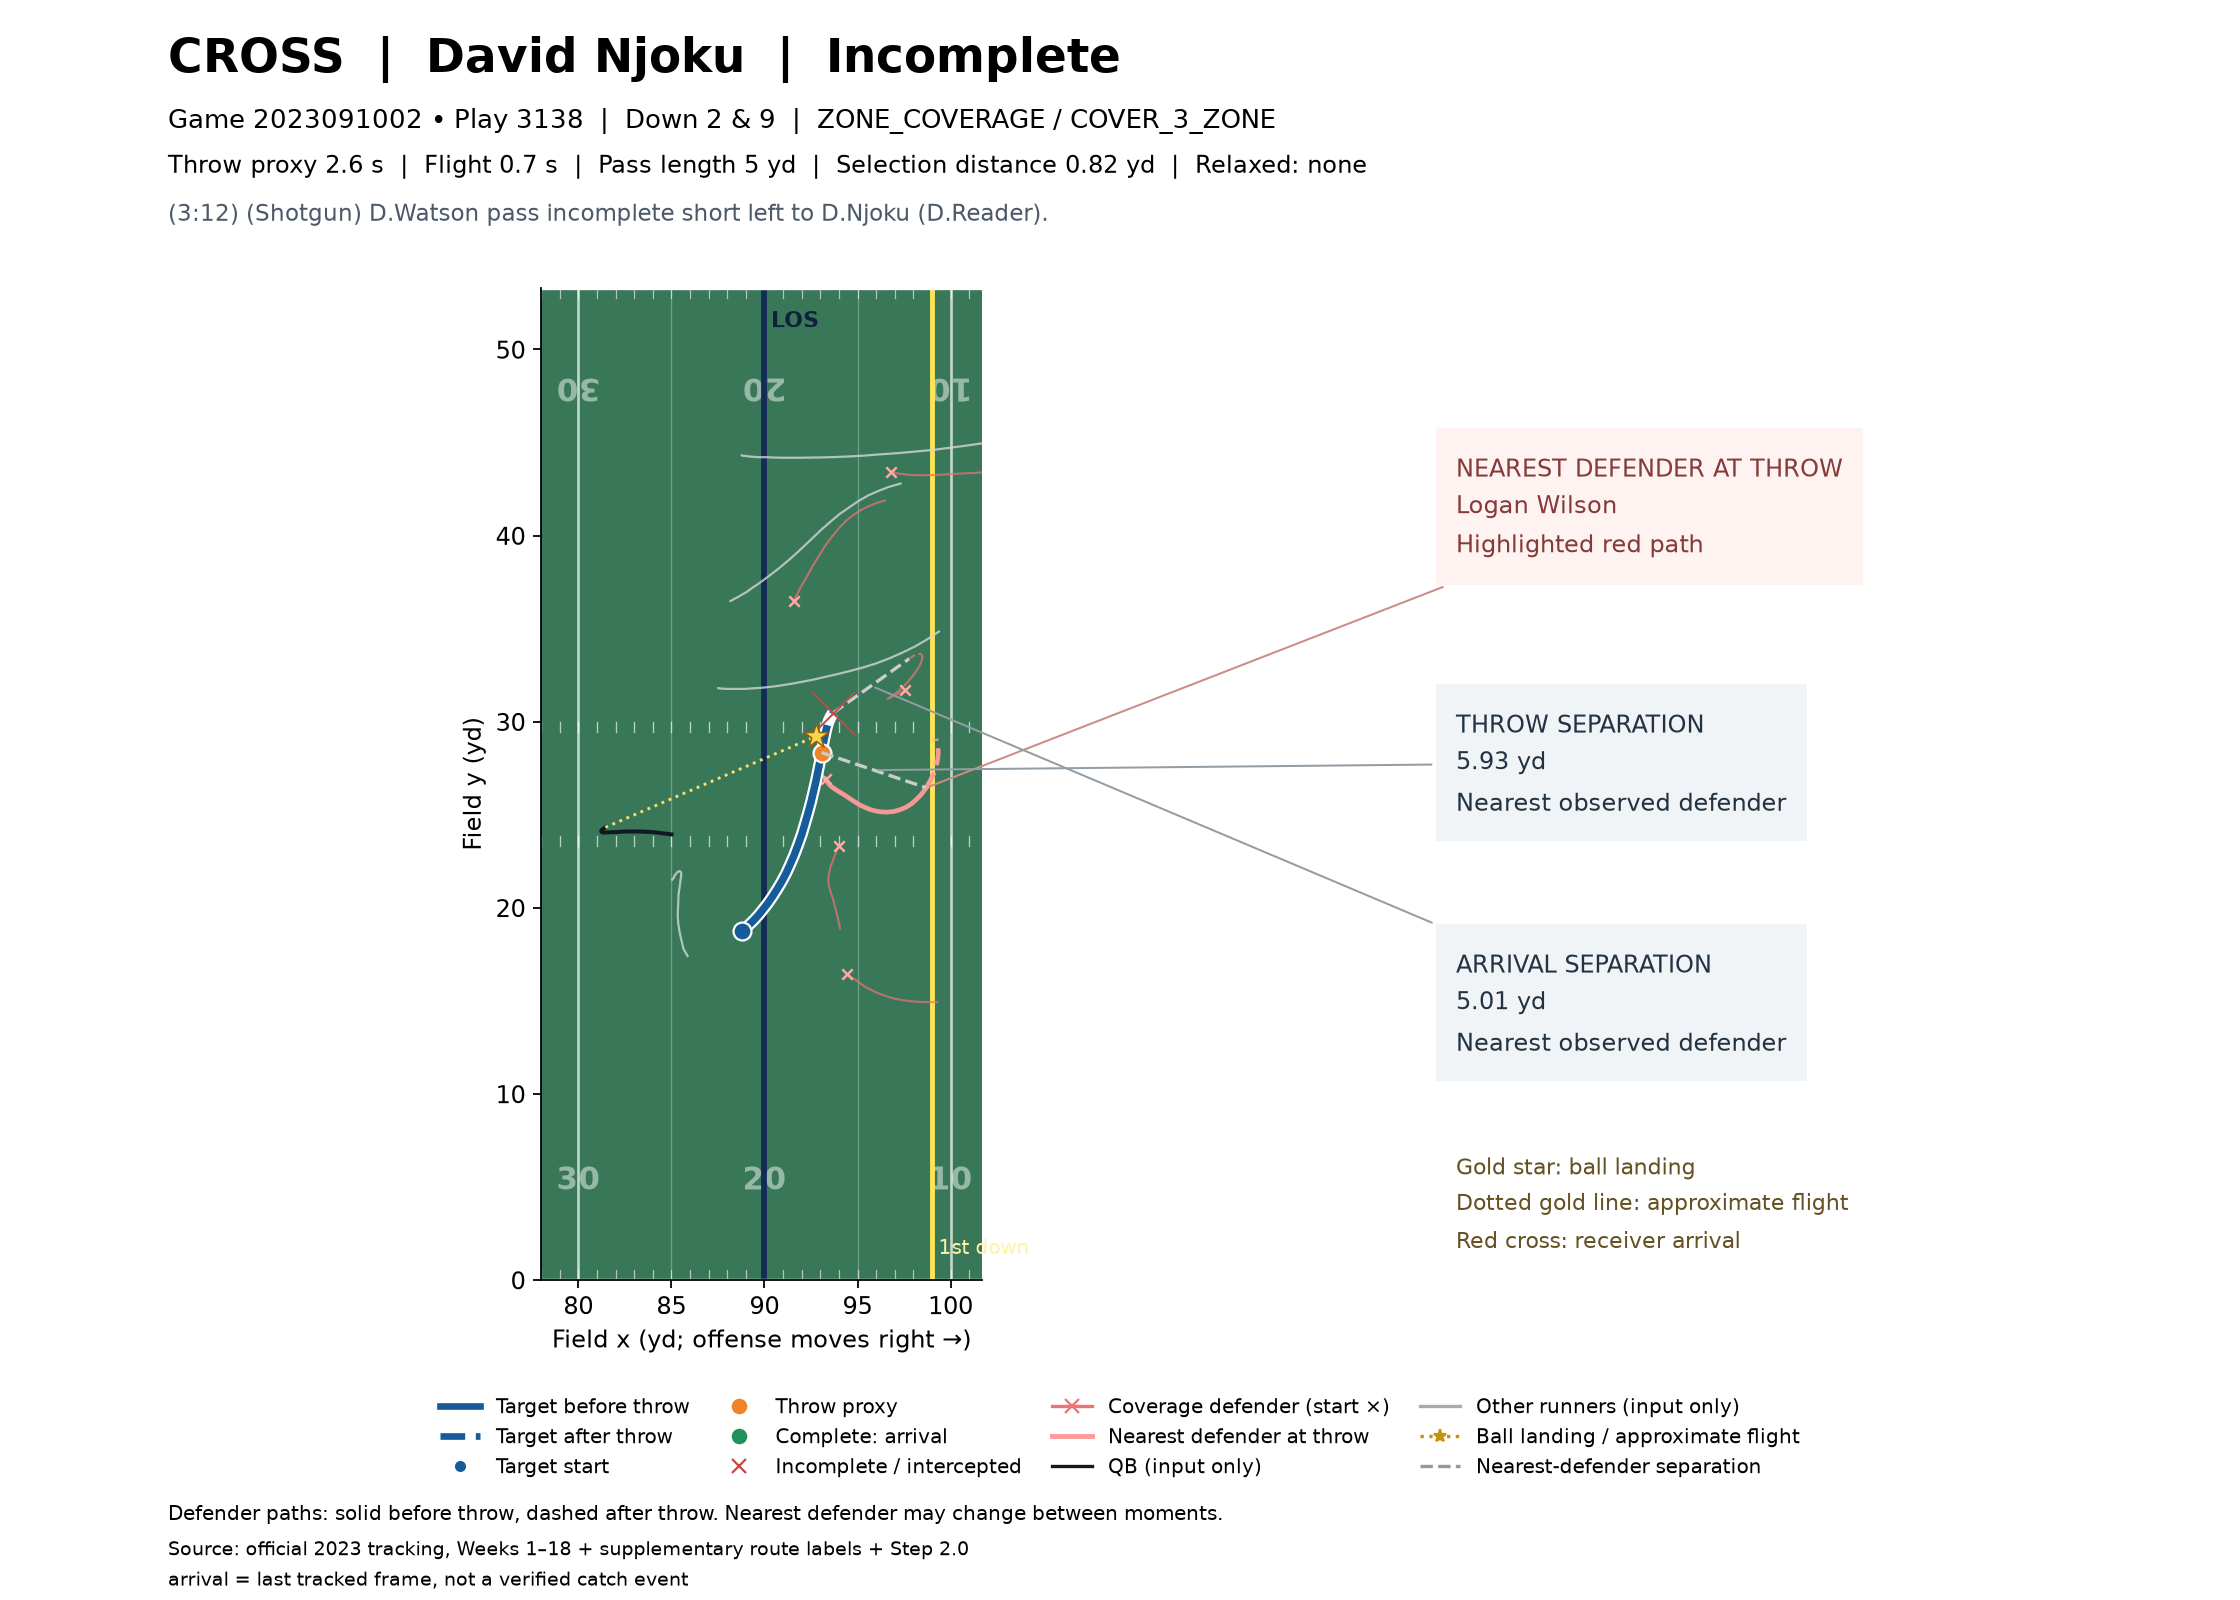 CROSS | David Njoku | Incomplete
Game 2023091002 • Play 3138 | Down 2 & 9 | ZONE_COVERAGE / COVER_3_ZONE
Throw proxy 2.6 s | Flight 0.7 s | Pass length 5 yd | Selection distance 0.82 yd | Relaxed: none
(3:12) (Shotgun) D.Watson pass incomplete short left to D.Njoku (D.Reader).
LOS
30 20 10
50
40
30
20
10
0
Field y (yd)
30 20 10
1st down
80 85 90 95 100
Field x (yd; offense moves right →)
NEAREST DEFENDER AT THROW
Logan Wilson
Highlighted red path
THROW SEPARATION
5.93 yd
Nearest observed defender
ARRIVAL SEPARATION
5.01 yd
Nearest observed defender
Gold star: ball landing
Dotted gold line: approximate flight
Red cross: receiver arrival
Target before throw
Target after throw
Target start
Throw proxy
Complete: arrival
Incomplete / intercepted
Coverage defender (start ×)
Nearest defender at throw
QB (input only)
Other runners (input only)
Ball landing / approximate flight
Nearest-defender separation
Defender paths: solid before throw, dashed after throw. Nearest defender may change between moments.
Source: official 2023 tracking, Weeks 1–18 + supplementary route labels + Step 2.0
arrival = last tracked frame, not a verified catch event